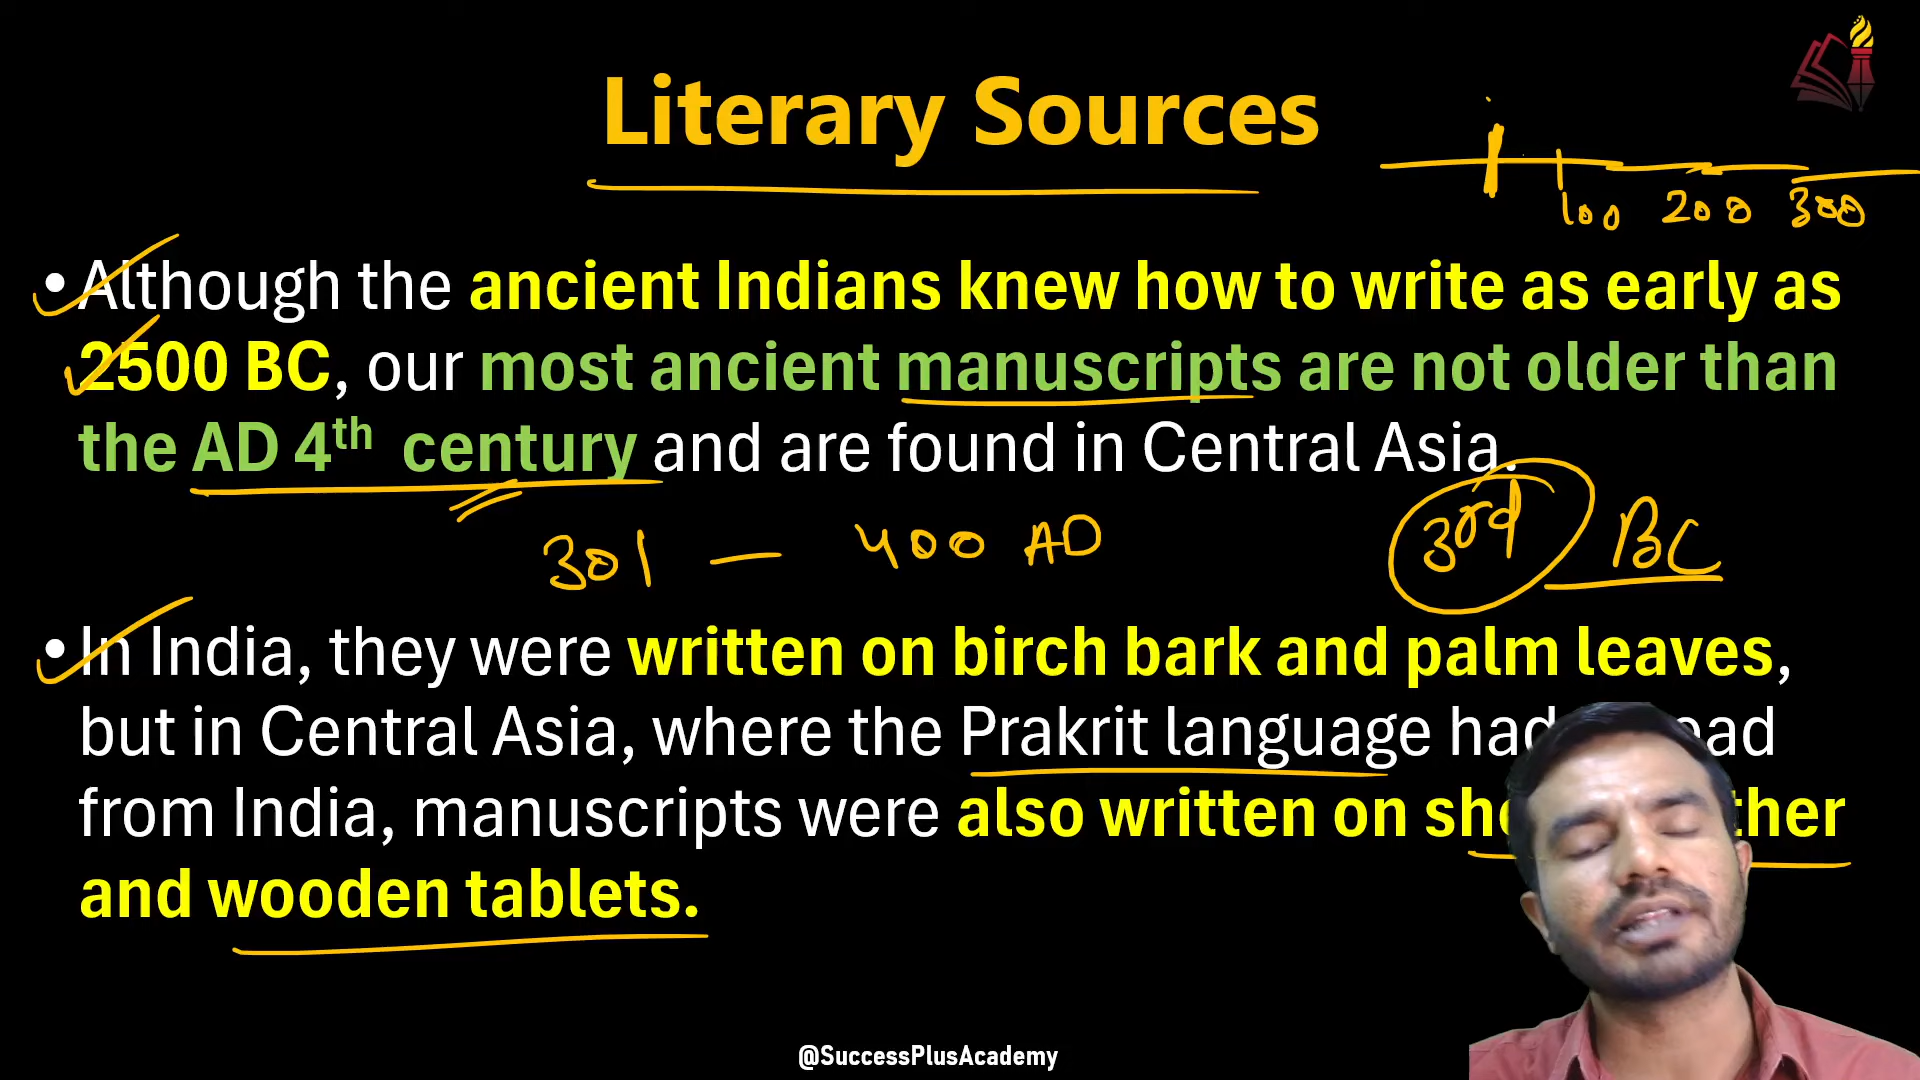 Literary Sources
100 200 300
• Although the ancient Indians knew how to write as early as
2500 BC, our most ancient manuscripts are not older than
the AD 4th century and are found in Central Asia.
301 — 400 AD
3rd BC
• In India, they were written on birch bark and palm leaves,
but in Central Asia, where the Prakrit language had
from India, manuscripts were also written on
and wooden tablets.
@SuccessPlusAcademy